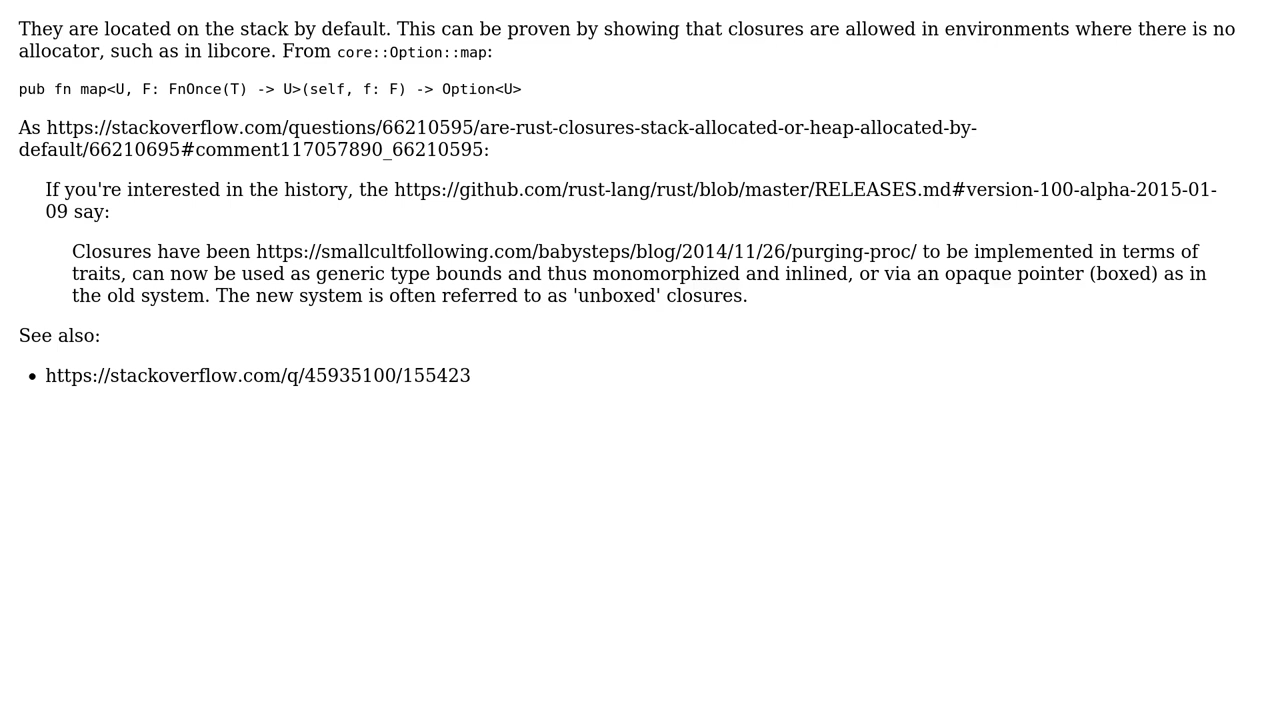 They are located on the stack by default. This can be proven by showing that closures are allowed in environments where there is no
allocator, such as in libcore. From core::Option::map:
pub fn map<U, F: FnOnce(T) -> U>(self, f: F) -> Option<U>
As https://stackoverflow.com/questions/66210595/are-rust-closures-stack-allocated-or-heap-allocated-by-
default/66210695#comment117057890_66210595:
If you're interested in the history, the https://github.com/rust-lang/rust/blob/master/RELEASES.md#version-100-alpha-2015-01-
09 say:
Closures have been https://smallcultfollowing.com/babysteps/blog/2014/11/26/purging-proc/ to be implemented in terms of
traits, can now be used as generic type bounds and thus monomorphized and inlined, or via an opaque pointer (boxed) as in
the old system. The new system is often referred to as 'unboxed' closures.
See also:
• https://stackoverflow.com/q/45935100/155423